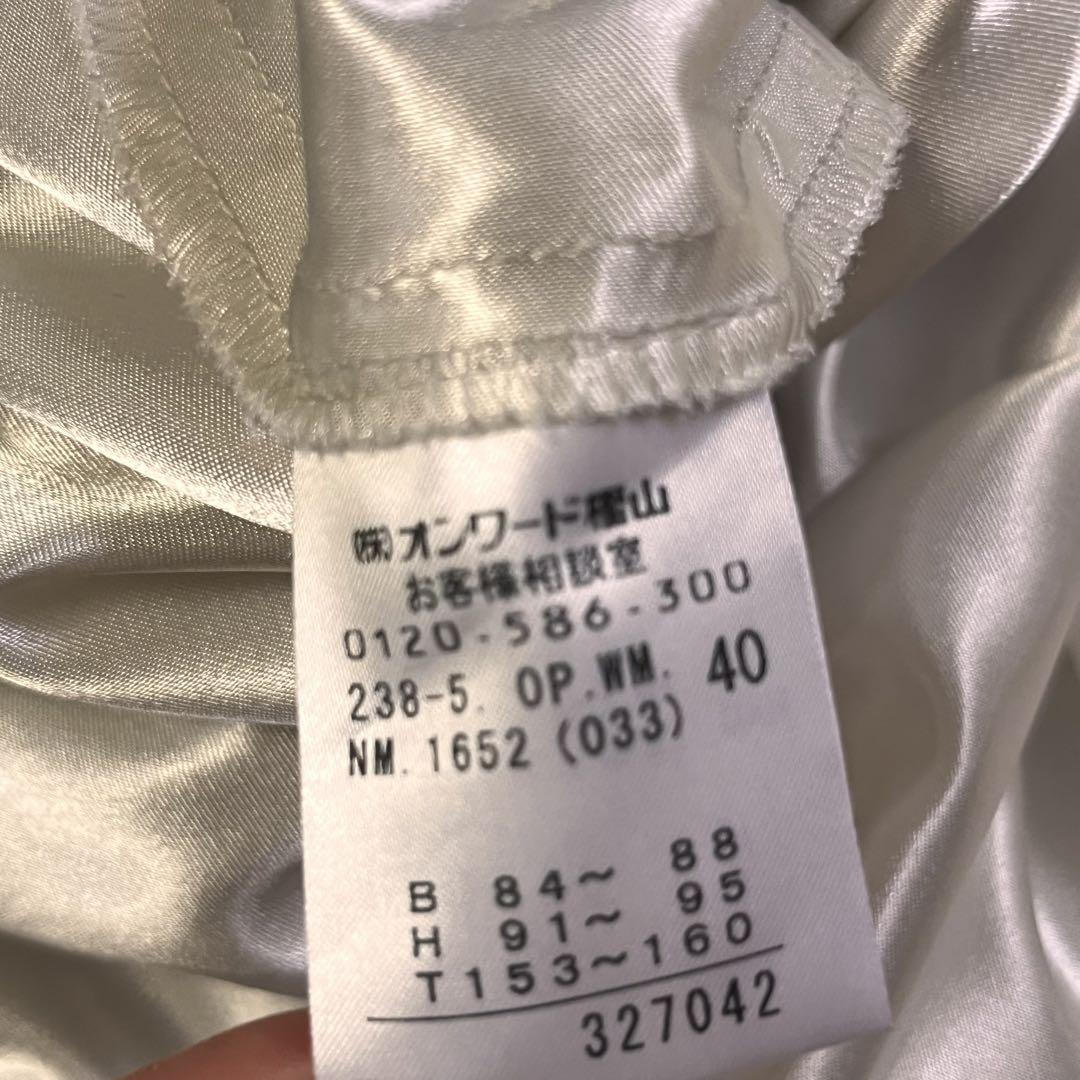 ㈱オンワード樫山
お客様相談室
0120-586-300
238-5. OP.WM. 40
NM. 1652 (033)
B 84～ 88
H 91～ 95
T153～160
327042